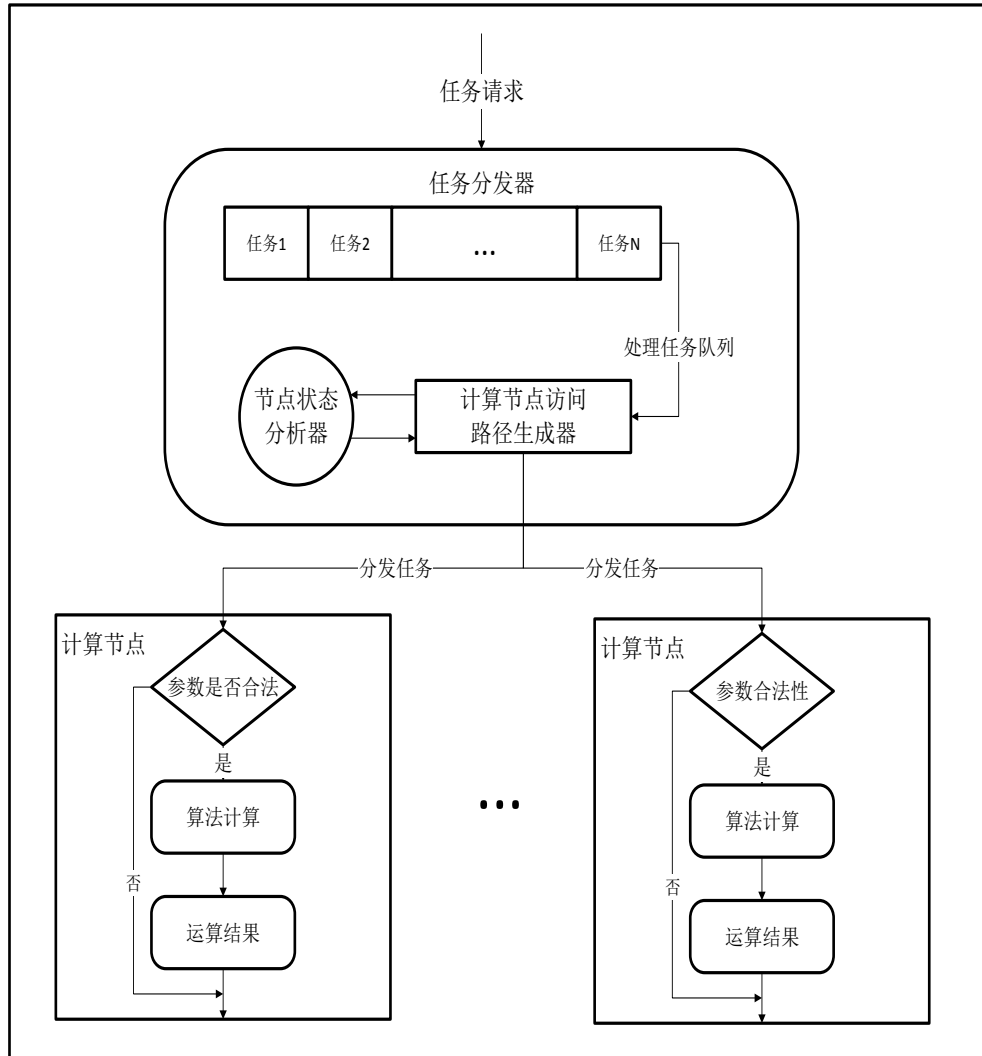 任务请求
任务分发器
任务1
任务2
...
任务N
处理任务队列
节点状态
分析器
计算节点访问
路径生成器
分发任务
分发任务
计算节点
参数是否合法
是
算法计算
否
运算结果
...
计算节点
参数合法性
是
算法计算
否
运算结果